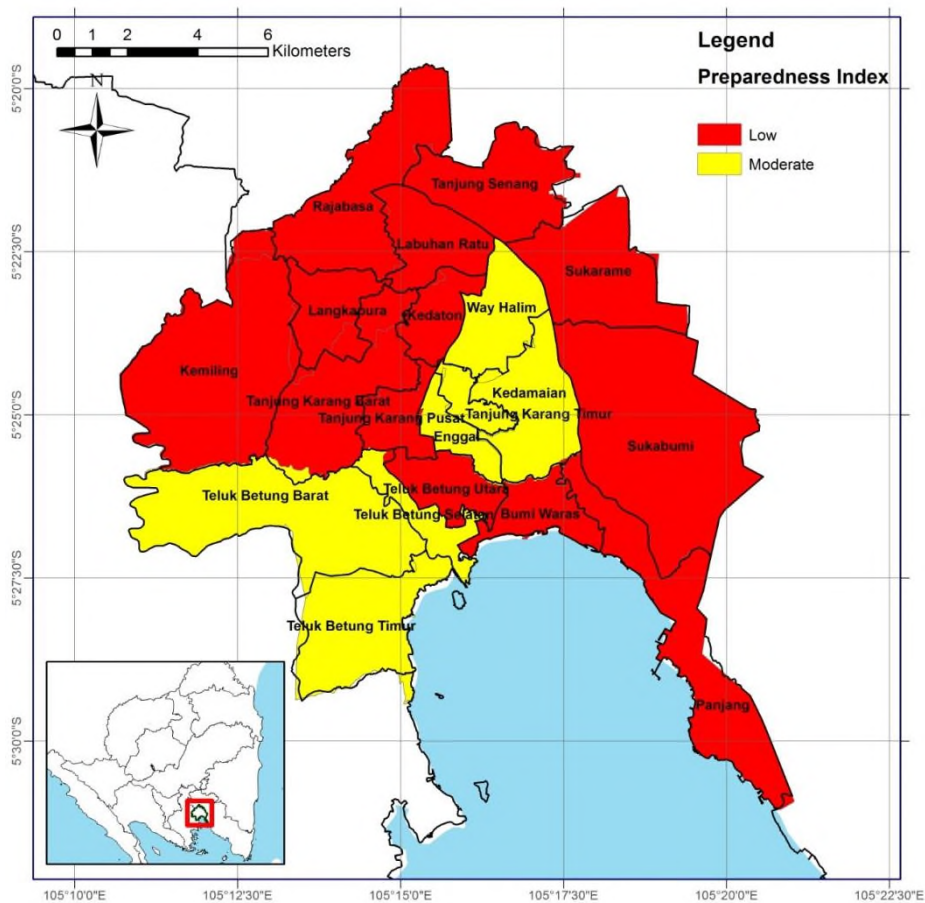 0 1 2 4 6
Kilometers
N
Legend
Preparedness Index
Low
Moderate
Tanjung Senang
Rajabasa
Labuhan Ratu
Sukarame
Langkapura
Kedaton
Way Halim
Kemiling
Kedamaian
Tanjung Karang Barat
Tanjung Karang Timur
Tanjung Karang Pusat
Enggal
Sukabumi
Teluk Betung Utara
Teluk Betung Barat
Teluk Betung Selatan
Bumi Waras
Teluk Betung Timur
Panjang
5°20'0"S
5°22'30"S
5°25'0"S
5°27'30"S
5°30'0"S
105°10'0"E
105°12'30"E
105°15'0"E
105°17'30"E
105°20'0"E
105°22'30"E